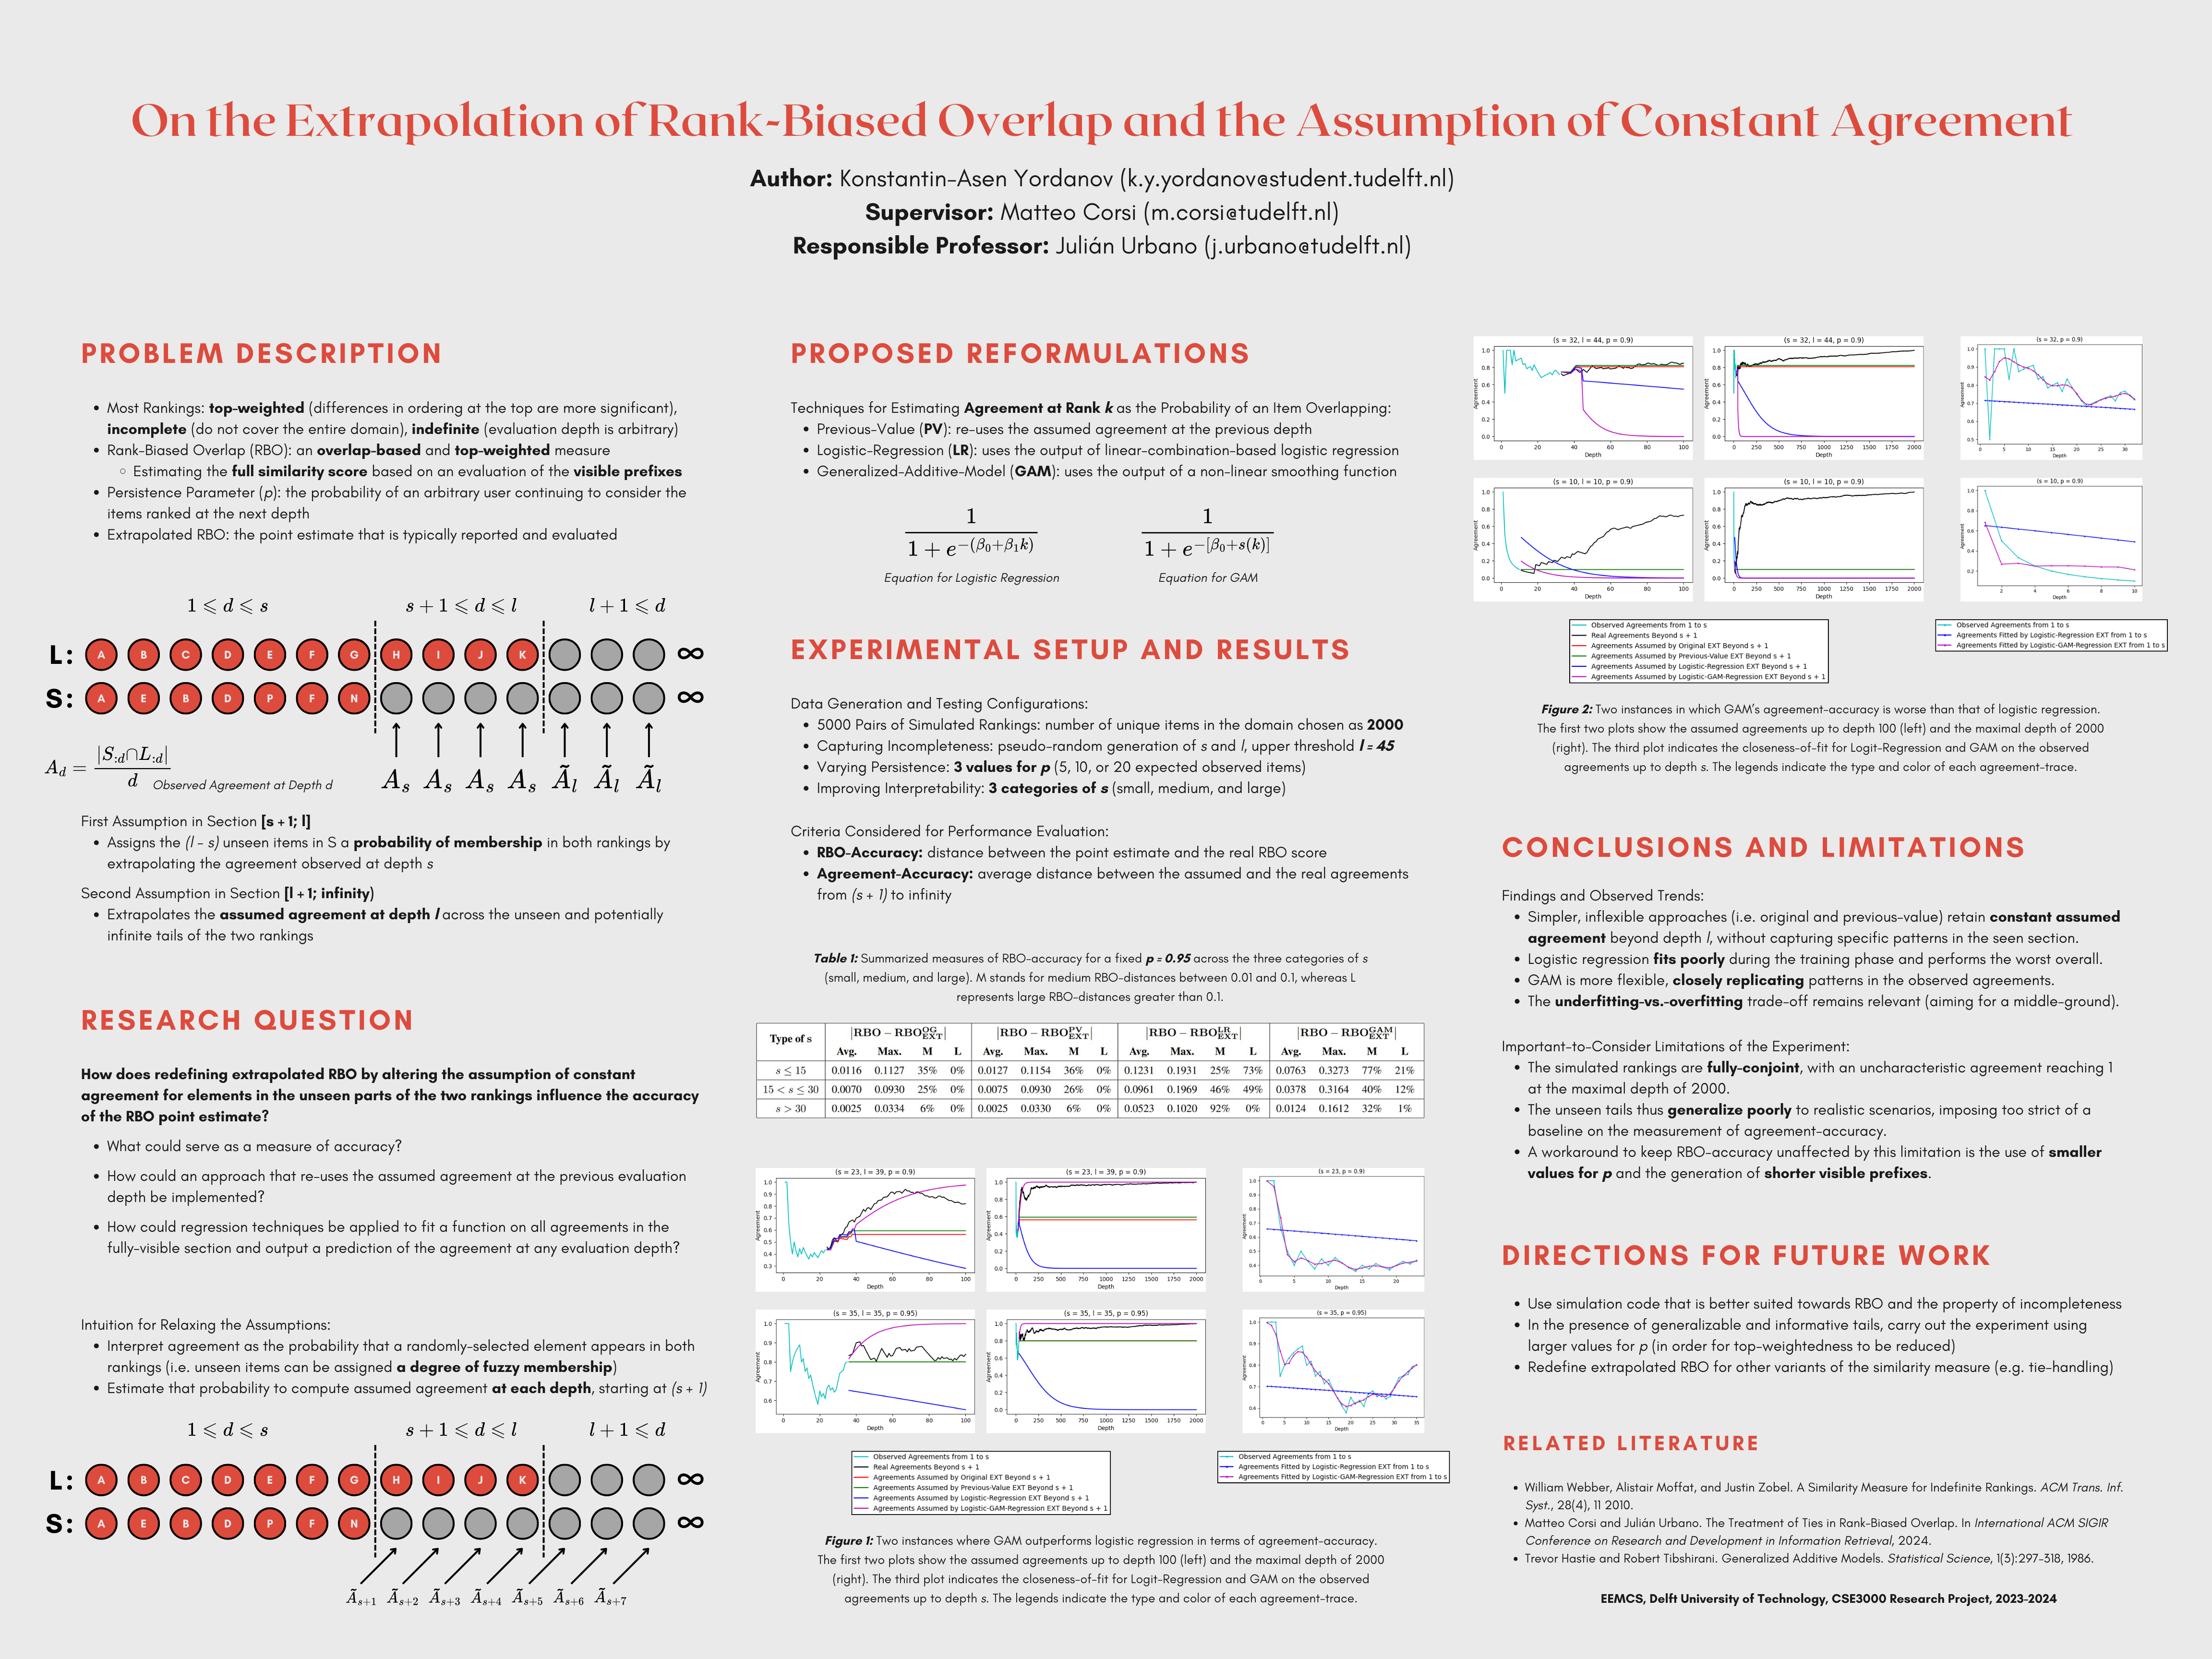 On the Extrapolation of Rank-Biased Overlap and the Assumption of Constant Agreement
Author: Konstantin-Asen Yordanov (k.y.yordanov@student.tudelft.nl)
Supervisor: Matteo Corsi (m.corsi@tudelft.nl)
Responsible Professor: Julián Urbano (j.urbano@tudelft.nl)
PROBLEM DESCRIPTION
• Most Rankings: top-weighted (differences in ordering at the top are more significant),
incomplete (do not cover the entire domain), indefinite (evaluation depth is arbitrary)
• Rank-Biased Overlap (RBO): an overlap-based and top-weighted measure
○ Estimating the full similarity score based on an evaluation of the visible prefixes
• Persistence Parameter (p): the probability of an arbitrary user continuing to consider the
items ranked at the next depth
• Extrapolated RBO: the point estimate that is typically reported and evaluated
1 ⩽ d ⩽ s s + 1 ⩽ d ⩽ l l + 1 ⩽ d
L: A B C D E F G H I J K ∞
S: A E B D P F N ∞
A_d = |S_{:d}∩L_{:d}| / d Observed Agreement at Depth d
A_s A_s A_s A_s Ã_l Ã_l Ã_l
First Assumption in Section [s + 1; l]
• Assigns the (l - s) unseen items in S a probability of membership in both rankings by
extrapolating the agreement observed at depth s
Second Assumption in Section [l + 1; infinity)
• Extrapolates the assumed agreement at depth l across the unseen and potentially
infinite tails of the two rankings
RESEARCH QUESTION
How does redefining extrapolated RBO by altering the assumption of constant
agreement for elements in the unseen parts of the two rankings influence the accuracy
of the RBO point estimate?
• What could serve as a measure of accuracy?
• How could an approach that re-uses the assumed agreement at the previous evaluation
depth be implemented?
• How could regression techniques be applied to fit a function on all agreements in the
fully-visible section and output a prediction of the agreement at any evaluation depth?
Intuition for Relaxing the Assumptions:
• Interpret agreement as the probability that a randomly-selected element appears in both
rankings (i.e. unseen items can be assigned a degree of fuzzy membership)
• Estimate that probability to compute assumed agreement at each depth, starting at (s + 1)
1 ⩽ d ⩽ s s + 1 ⩽ d ⩽ l l + 1 ⩽ d
L: A B C D E F G H I J K ∞
S: A E B D P F N ∞
Ã_{s+1} Ã_{s+2} Ã_{s+3} Ã_{s+4} Ã_{s+5} Ã_{s+6} Ã_{s+7}
PROPOSED REFORMULATIONS
Techniques for Estimating Agreement at Rank k as the Probability of an Item Overlapping:
• Previous-Value (PV): re-uses the assumed agreement at the previous depth
• Logistic-Regression (LR): uses the output of linear-combination-based logistic regression
• Generalized-Additive-Model (GAM): uses the output of a non-linear smoothing function
1 / (1 + e^{-(β₀+β₁k)}) 1 / (1 + e^{-[β₀+s(k)]})
Equation for Logistic Regression Equation for GAM
EXPERIMENTAL SETUP AND RESULTS
Data Generation and Testing Configurations:
• 5000 Pairs of Simulated Rankings: number of unique items in the domain chosen as 2000
• Capturing Incompleteness: pseudo-random generation of s and l, upper threshold l = 45
• Varying Persistence: 3 values for p (5, 10, or 20 expected observed items)
• Improving Interpretability: 3 categories of s (small, medium, and large)
Criteria Considered for Performance Evaluation:
• RBO-Accuracy: distance between the point estimate and the real RBO score
• Agreement-Accuracy: average distance between the assumed and the real agreements
from (s + 1) to infinity
Table 1: Summarized measures of RBO-accuracy for a fixed p = 0.95 across the three categories of s
(small, medium, and large). M stands for medium RBO-distances between 0.01 and 0.1, whereas L
represents large RBO-distances greater than 0.1.
Type of s |RBO − RBO^OG_EXT| |RBO − RBO^PV_EXT| |RBO − RBO^LR_EXT| |RBO − RBO^GAM_EXT|
Avg. Max. M L Avg. Max. M L Avg. Max. M L Avg. Max. M L
s ≤ 15 0.0116 0.1127 35% 0% 0.0127 0.1154 36% 0% 0.1231 0.1931 25% 73% 0.0763 0.3273 77% 21%
15 < s ≤ 30 0.0070 0.0930 25% 0% 0.0075 0.0930 26% 0% 0.0961 0.1969 46% 49% 0.0378 0.3164 40% 12%
s > 30 0.0025 0.0334 6% 0% 0.0025 0.0330 6% 0% 0.0523 0.1020 92% 0% 0.0124 0.1612 32% 1%
(s = 23, l = 39, p = 0.9) (s = 23, l = 39, p = 0.9) (s = 23, p = 0.9)
Agreement Depth
(s = 35, l = 35, p = 0.95) (s = 35, l = 35, p = 0.95) (s = 35, p = 0.95)
Agreement Depth
Observed Agreements from 1 to s
Real Agreements Beyond s + 1
Agreements Assumed by Original EXT Beyond s + 1
Agreements Assumed by Previous-Value EXT Beyond s + 1
Agreements Assumed by Logistic-Regression EXT Beyond s + 1
Agreements Assumed by Logistic-GAM-Regression EXT Beyond s + 1
Observed Agreements from 1 to s
Agreements Fitted by Logistic-Regression EXT from 1 to s
Agreements Fitted by Logistic-GAM-Regression EXT from 1 to s
Figure 1: Two instances where GAM outperforms logistic regression in terms of agreement-accuracy.
The first two plots show the assumed agreements up to depth 100 (left) and the maximal depth of 2000
(right). The third plot indicates the closeness-of-fit for Logit-Regression and GAM on the observed
agreements up to depth s. The legends indicate the type and color of each agreement-trace.
(s = 32, l = 44, p = 0.9) (s = 32, l = 44, p = 0.9) (s = 32, p = 0.9)
Agreement Depth
(s = 10, l = 10, p = 0.9) (s = 10, l = 10, p = 0.9) (s = 10, p = 0.9)
Agreement Depth
Observed Agreements from 1 to s
Real Agreements Beyond s + 1
Agreements Assumed by Original EXT Beyond s + 1
Agreements Assumed by Previous-Value EXT Beyond s + 1
Agreements Assumed by Logistic-Regression EXT Beyond s + 1
Agreements Assumed by Logistic-GAM-Regression EXT Beyond s + 1
Observed Agreements from 1 to s
Agreements Fitted by Logistic-Regression EXT from 1 to s
Agreements Fitted by Logistic-GAM-Regression EXT from 1 to s
Figure 2: Two instances in which GAM's agreement-accuracy is worse than that of logistic regression.
The first two plots show the assumed agreements up to depth 100 (left) and the maximal depth of 2000
(right). The third plot indicates the closeness-of-fit for Logit-Regression and GAM on the observed
agreements up to depth s. The legends indicate the type and color of each agreement-trace.
CONCLUSIONS AND LIMITATIONS
Findings and Observed Trends:
• Simpler, inflexible approaches (i.e. original and previous-value) retain constant assumed
agreement beyond depth l, without capturing specific patterns in the seen section.
• Logistic regression fits poorly during the training phase and performs the worst overall.
• GAM is more flexible, closely replicating patterns in the observed agreements.
• The underfitting-vs.-overfitting trade-off remains relevant (aiming for a middle-ground).
Important-to-Consider Limitations of the Experiment:
• The simulated rankings are fully-conjoint, with an uncharacteristic agreement reaching 1
at the maximal depth of 2000.
• The unseen tails thus generalize poorly to realistic scenarios, imposing too strict of a
baseline on the measurement of agreement-accuracy.
• A workaround to keep RBO-accuracy unaffected by this limitation is the use of smaller
values for p and the generation of shorter visible prefixes.
DIRECTIONS FOR FUTURE WORK
• Use simulation code that is better suited towards RBO and the property of incompleteness
• In the presence of generalizable and informative tails, carry out the experiment using
larger values for p (in order for top-weightedness to be reduced)
• Redefine extrapolated RBO for other variants of the similarity measure (e.g. tie-handling)
RELATED LITERATURE
• William Webber, Alistair Moffat, and Justin Zobel. A Similarity Measure for Indefinite Rankings. ACM Trans. Inf.
Syst., 28(4), 11 2010.
• Matteo Corsi and Julián Urbano. The Treatment of Ties in Rank-Biased Overlap. In International ACM SIGIR
Conference on Research and Development in Information Retrieval, 2024.
• Trevor Hastie and Robert Tibshirani. Generalized Additive Models. Statistical Science, 1(3):297-318, 1986.
EEMCS, Delft University of Technology, CSE3000 Research Project, 2023-2024